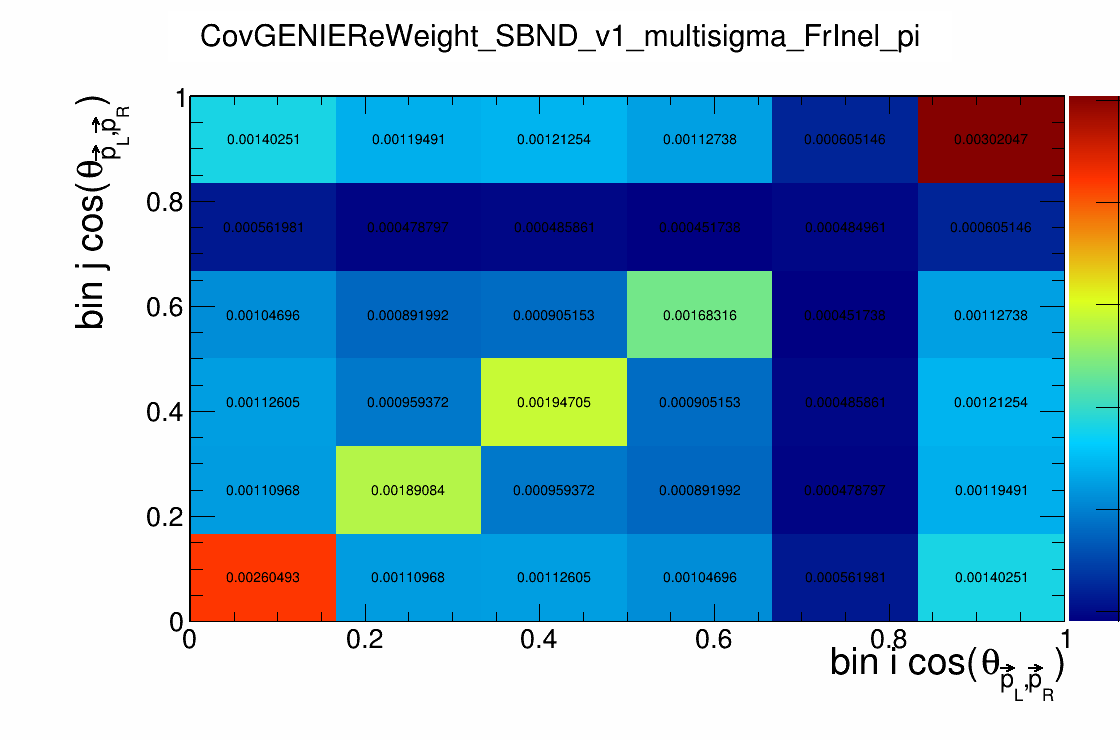 CovGENIEReWeight_SBND_v1_multisigma_FrInel_pi
bin j cos(θp⃗L,p⃗R)
1
0.00140251 0.00119491 0.00121254 0.00112738 0.000605146 0.00302047
0.8
0.000561981 0.000478797 0.000485861 0.000451738 0.000484961 0.000605146
0.6
0.00104696 0.000891992 0.000905153 0.00168316 0.000451738 0.00112738
0.4
0.00112605 0.000959372 0.00194705 0.000905153 0.000485861 0.00121254
0.00110968 0.00189084 0.000959372 0.000891992 0.000478797 0.00119491
0.2
0.00260493 0.00110968 0.00112605 0.00104696 0.000561981 0.00140251
0
0 0.2 0.4 0.6 0.8 1
bin i cos(θp⃗L,p⃗R)